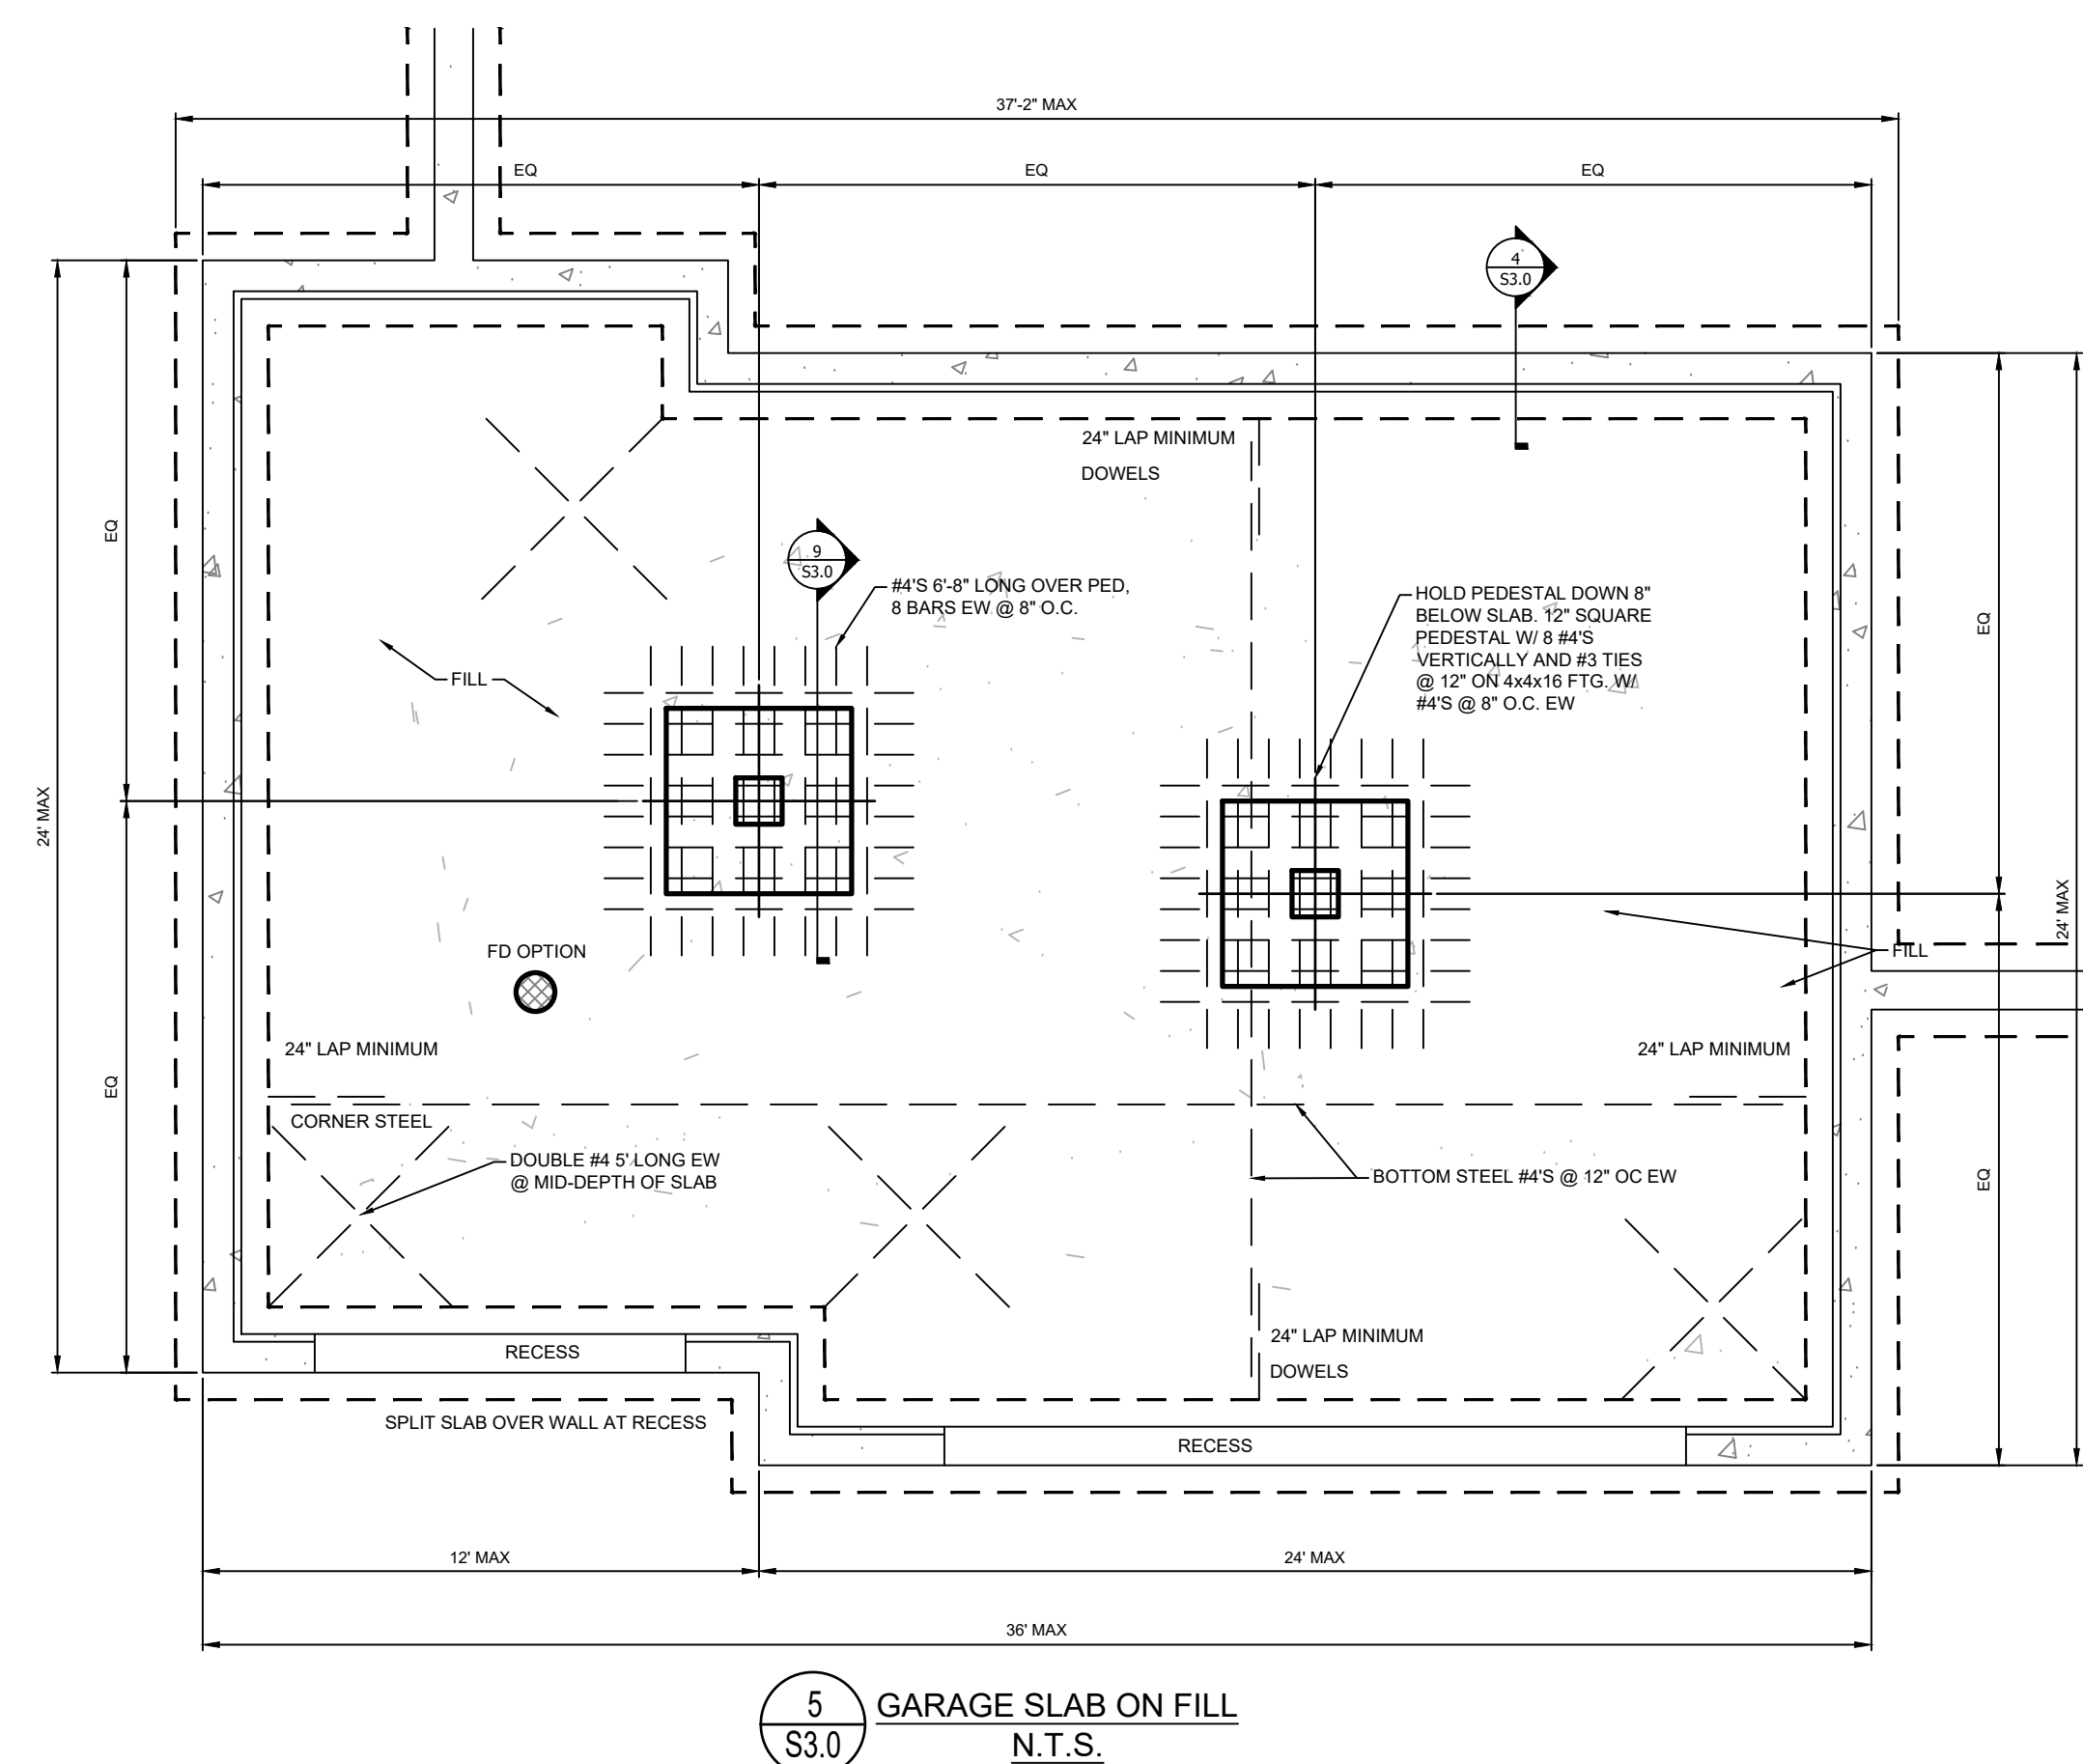 37'-2" MAX
EQ
EQ
EQ
4
S3.0
24" LAP MINIMUM
DOWELS
EQ
9
S3.0
#4'S 6'-8" LONG OVER PED,
8 BARS EW @ 8" O.C.
HOLD PEDESTAL DOWN 8"
BELOW SLAB. 12" SQUARE
PEDESTAL W/ 8 #4'S
VERTICALLY AND #3 TIES
@ 12" ON 4x4x16 FTG. W/
#4'S @ 8" O.C. EW
EQ
FILL
24' MAX
24' MAX
FD OPTION
FILL
24" LAP MINIMUM
24" LAP MINIMUM
EQ
CORNER STEEL
DOUBLE #4 5' LONG EW
@ MID-DEPTH OF SLAB
BOTTOM STEEL #4'S @ 12" OC EW
EQ
24" LAP MINIMUM
DOWELS
RECESS
SPLIT SLAB OVER WALL AT RECESS
RECESS
12' MAX
24' MAX
36' MAX
5
S3.0
GARAGE SLAB ON FILL
N.T.S.